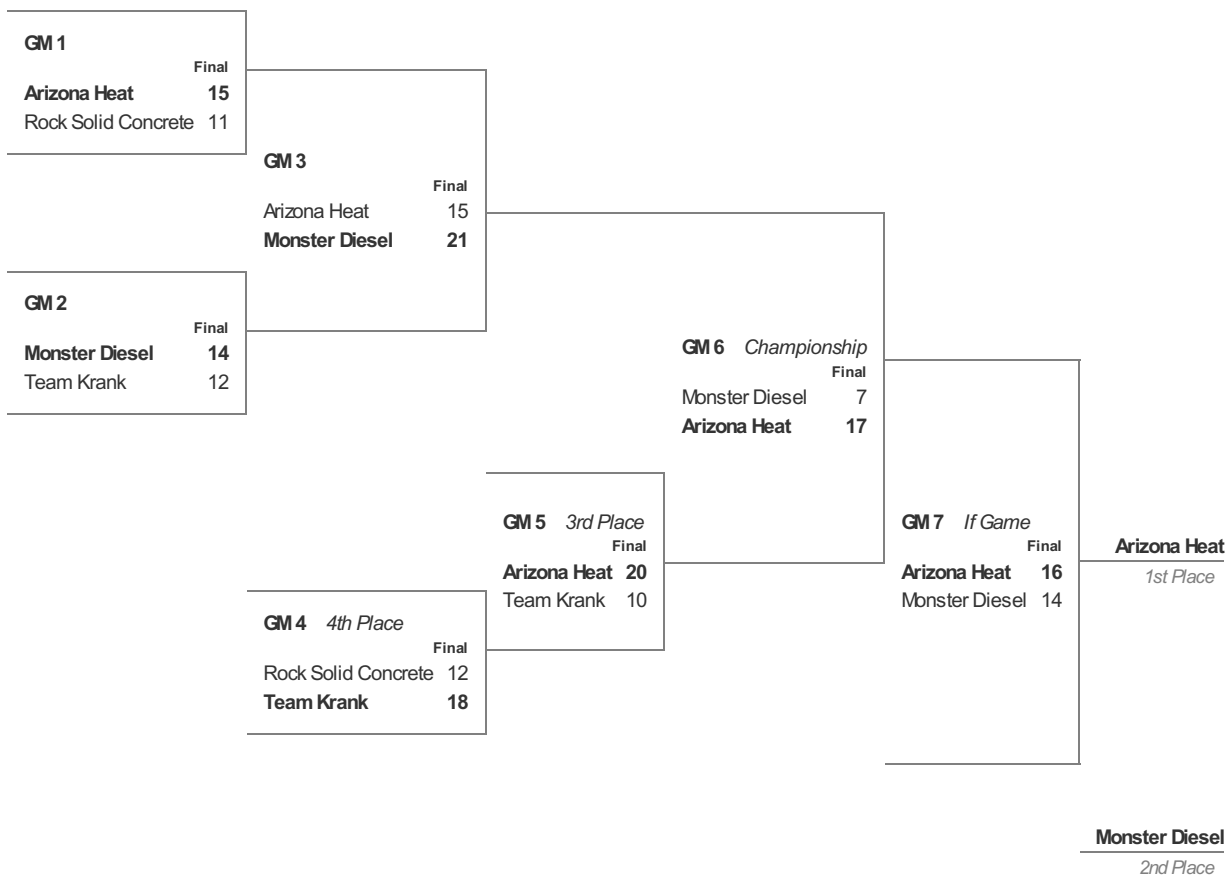 GM 1
Final
Arizona Heat 15
Rock Solid Concrete 11
GM 3
Final
Arizona Heat 15
Monster Diesel 21
GM 2
Final
Monster Diesel 14
Team Krank 12
GM 6 Championship
Final
Monster Diesel 7
Arizona Heat 17
GM 5 3rd Place
Final
Arizona Heat 20
Team Krank 10
GM 7 If Game
Final
Arizona Heat 16
Monster Diesel 14
Arizona Heat
1st Place
GM 4 4th Place
Final
Rock Solid Concrete 12
Team Krank 18
Monster Diesel
2nd Place